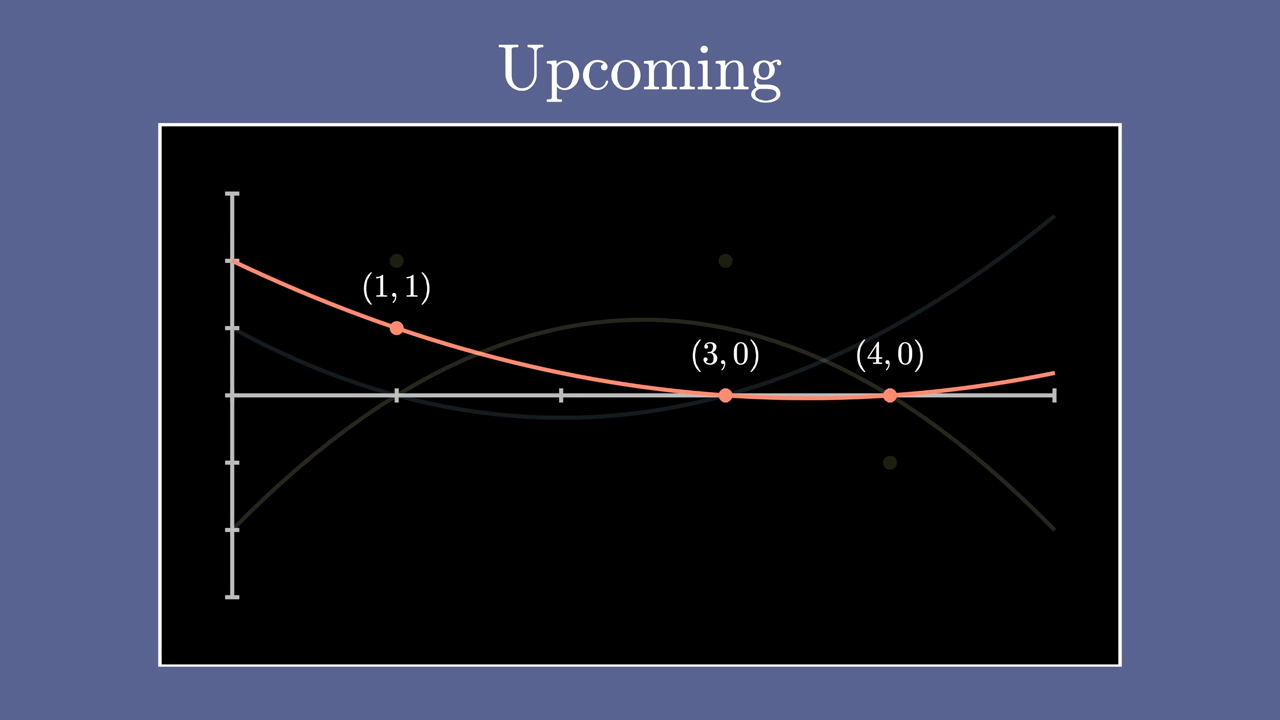 Upcoming
(1, 1)
(3, 0)
(4, 0)